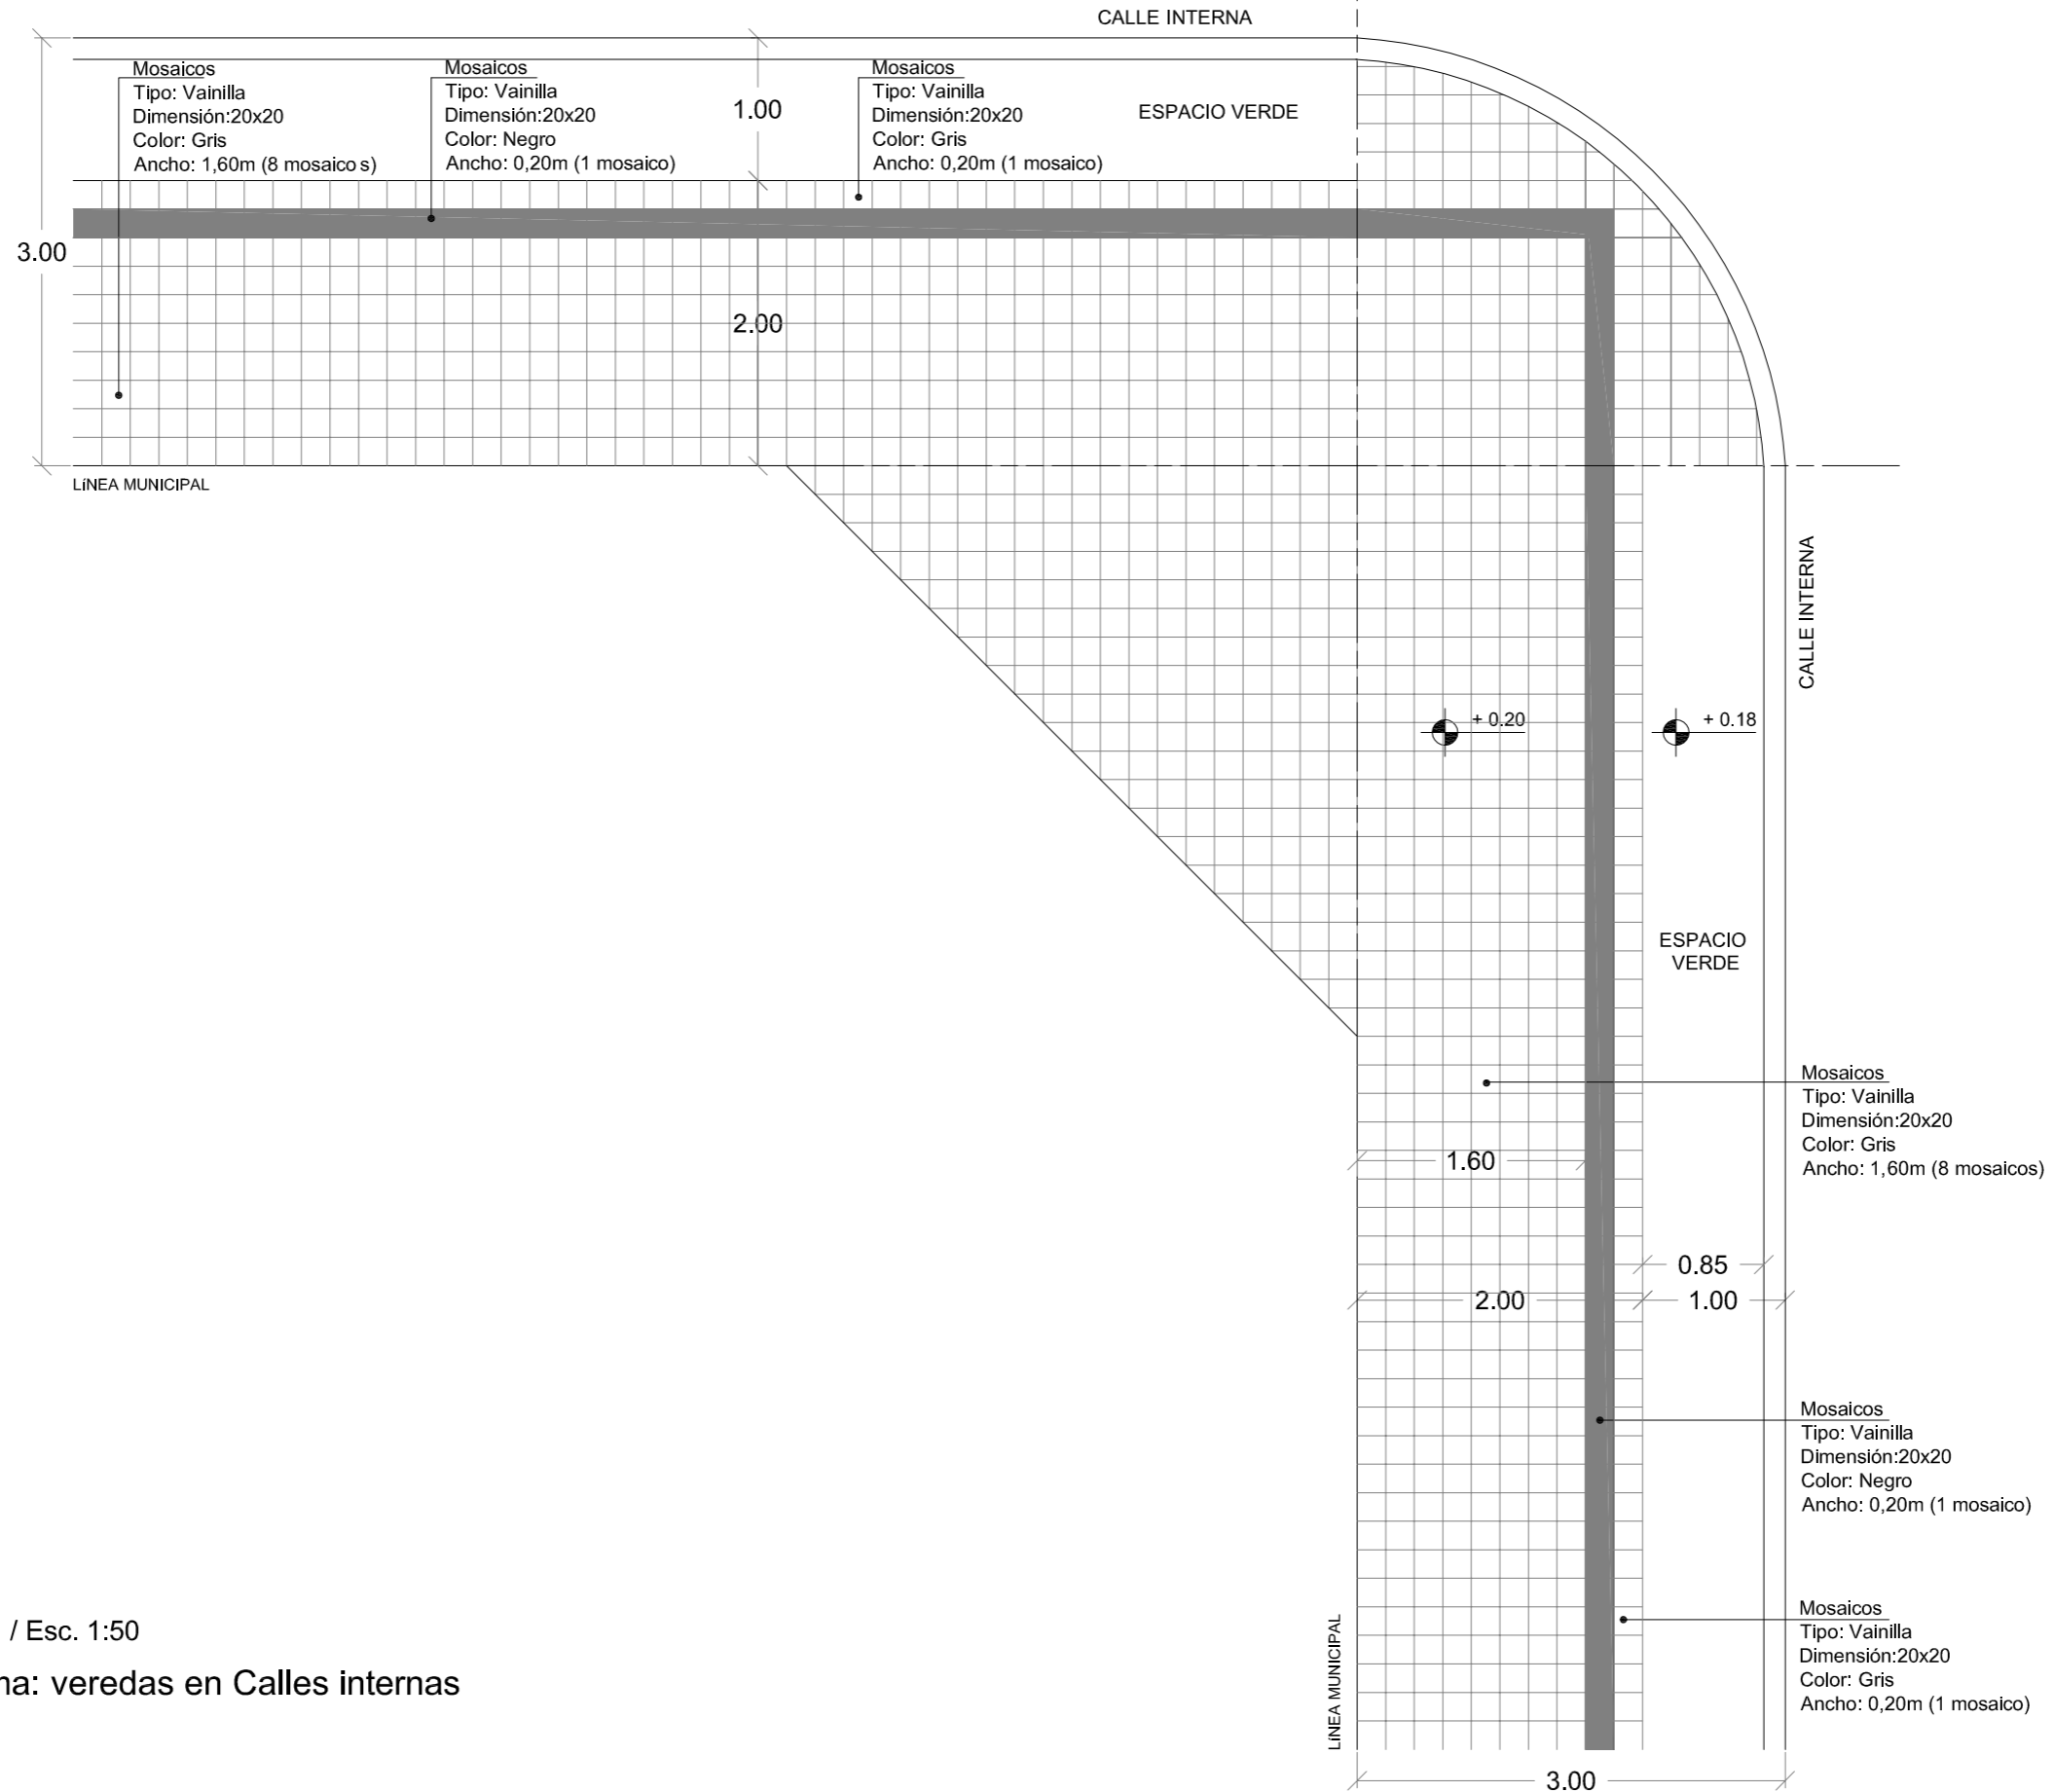 CALLE INTERNA
Mosaicos
Tipo: Vainilla
Dimensión:20x20
Color: Gris
Ancho: 1,60m (8 mosaicos)
Mosaicos
Tipo: Vainilla
Dimensión:20x20
Color: Negro
Ancho: 0,20m (1 mosaico)
1.00
Mosaicos
Tipo: Vainilla
Dimensión:20x20
Color: Gris
Ancho: 0,20m (1 mosaico)
ESPACIO VERDE
3.00
2.00
LíNEA MUNICIPAL
CALLE INTERNA
+ 0.20
+ 0.18
ESPACIO
VERDE
Mosaicos
Tipo: Vainilla
Dimensión:20x20
Color: Gris
Ancho: 1,60m (8 mosaicos)
1.60
0.85
2.00
1.00
Mosaicos
Tipo: Vainilla
Dimensión:20x20
Color: Negro
Ancho: 0,20m (1 mosaico)
Mosaicos
Tipo: Vainilla
Dimensión:20x20
Color: Gris
Ancho: 0,20m (1 mosaico)
LíNEA MUNICIPAL
/ Esc. 1:50
na: veredas en Calles internas
3.00